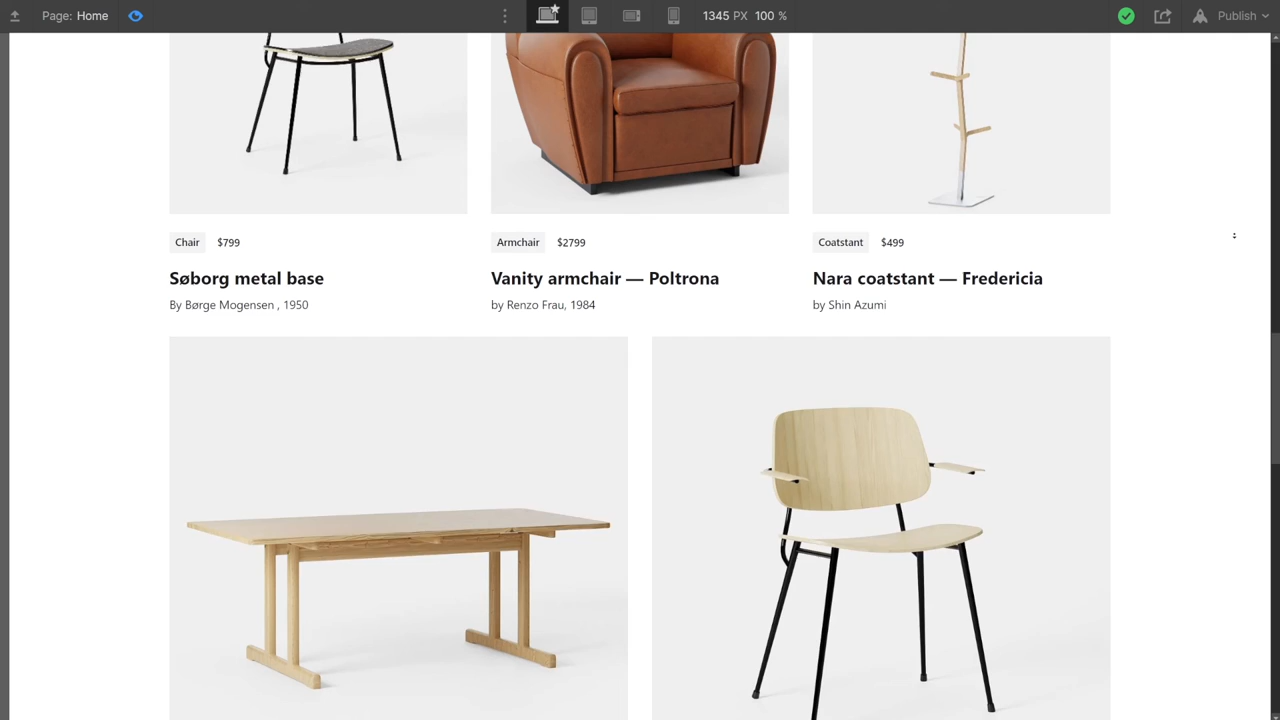 Page: Home
1345 PX 100 %
Publish
Chair $799
Søborg metal base
By Børge Mogensen , 1950
Armchair $2799
Vanity armchair — Poltrona
by Renzo Frau, 1984
Coatstant $499
Nara coatstant — Fredericia
by Shin Azumi